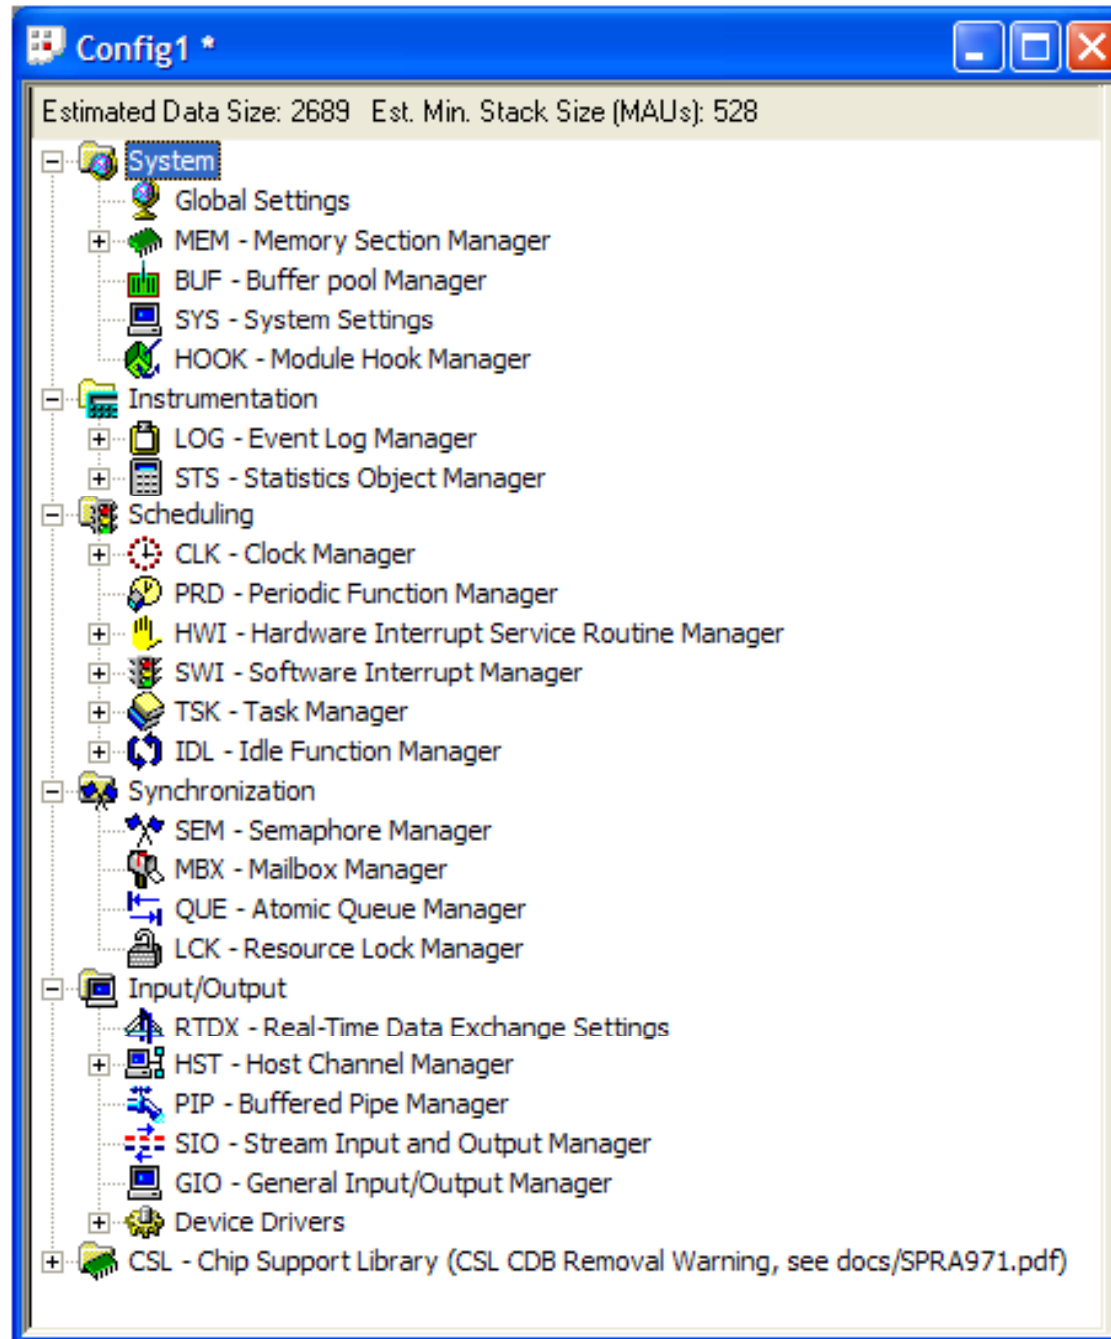 Config1 *
Estimated Data Size: 2689 Est. Min. Stack Size (MAUs): 528
System
Global Settings
MEM - Memory Section Manager
BUF - Buffer pool Manager
SYS - System Settings
HOOK - Module Hook Manager
Instrumentation
LOG - Event Log Manager
STS - Statistics Object Manager
Scheduling
CLK - Clock Manager
PRD - Periodic Function Manager
HWI - Hardware Interrupt Service Routine Manager
SWI - Software Interrupt Manager
TSK - Task Manager
IDL - Idle Function Manager
Synchronization
SEM - Semaphore Manager
MBX - Mailbox Manager
QUE - Atomic Queue Manager
LCK - Resource Lock Manager
Input/Output
RTDX - Real-Time Data Exchange Settings
HST - Host Channel Manager
PIP - Buffered Pipe Manager
SIO - Stream Input and Output Manager
GIO - General Input/Output Manager
Device Drivers
CSL - Chip Support Library (CSL CDB Removal Warning, see docs/SPRA971.pdf)